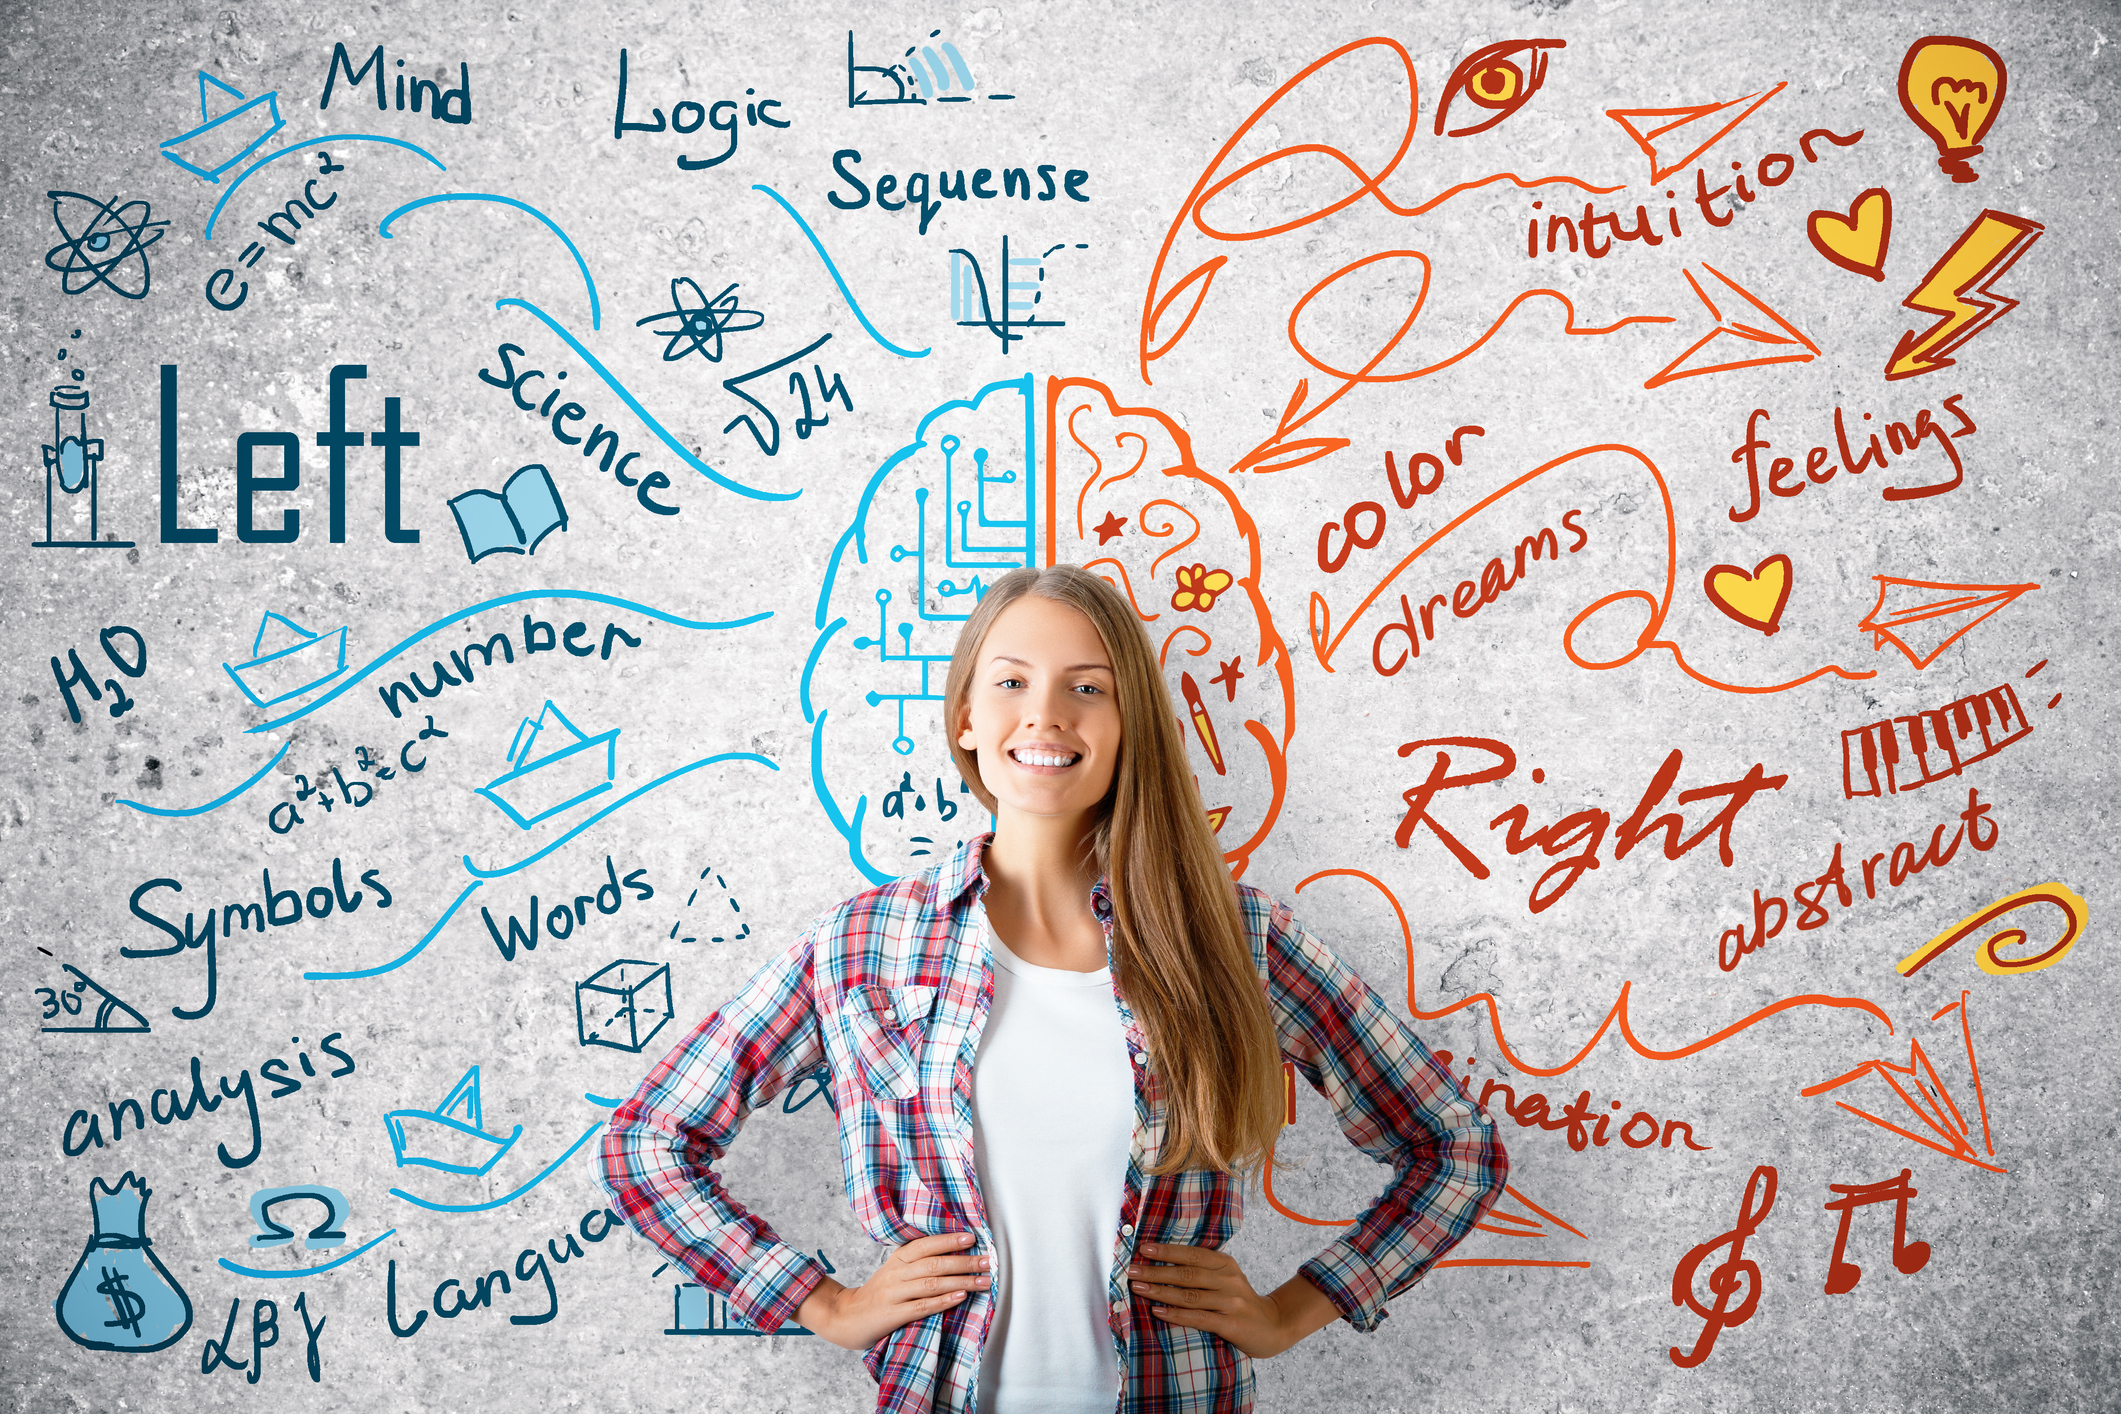 Mind
Logic
Sequense
e=mc²
science
√24
Left
H₂O
number
a²+b²=c²
Symbols
Words
30°
analysis
$
Ω
αβγ
Langua
a²+b
=
intuition
color
feelings
dreams
Right
abstract
ination